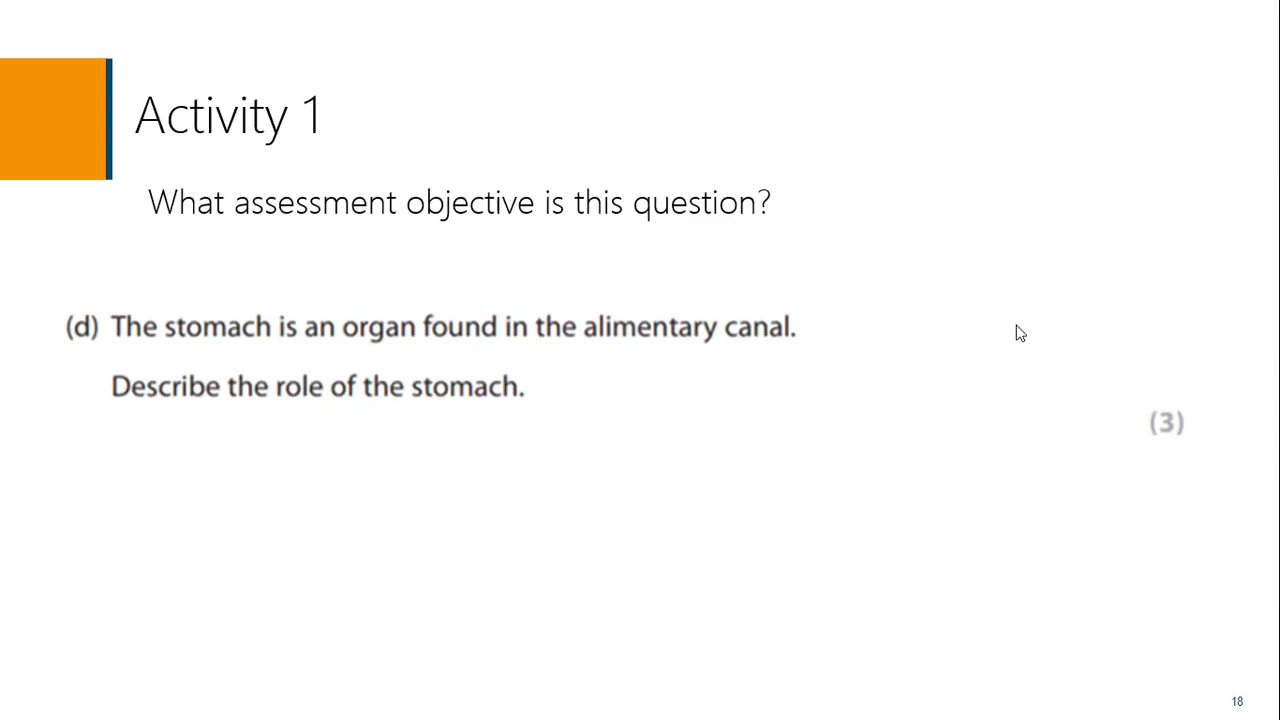 Activity 1
What assessment objective is this question?
(d) The stomach is an organ found in the alimentary canal.
Describe the role of the stomach.
(3)
18